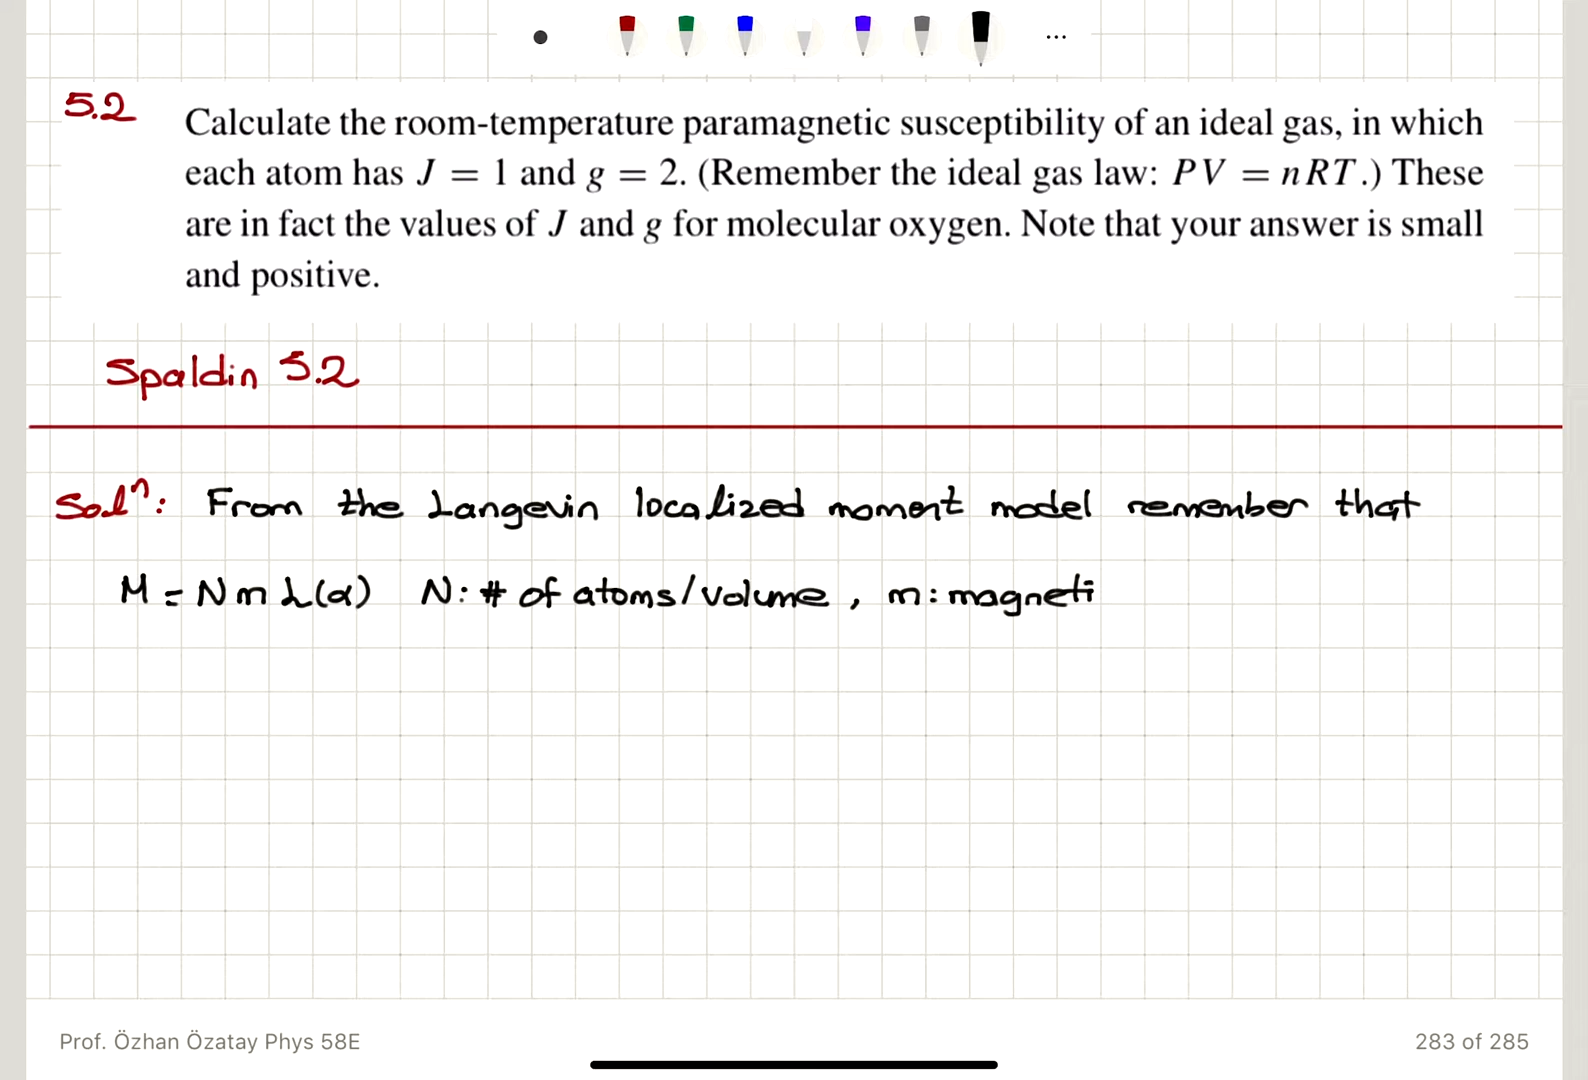 5.2
Calculate the room-temperature paramagnetic susceptibility of an ideal gas, in which
each atom has J = 1 and g = 2. (Remember the ideal gas law: PV = nRT.) These
are in fact the values of J and g for molecular oxygen. Note that your answer is small
and positive.
Spaldin 5.2
Solⁿ: From the Langevin localized moment model remember that
M = N m L(α) N: # of atoms/volume, m: magneti
Prof. Özhan Özatay Phys 58E
283 of 285